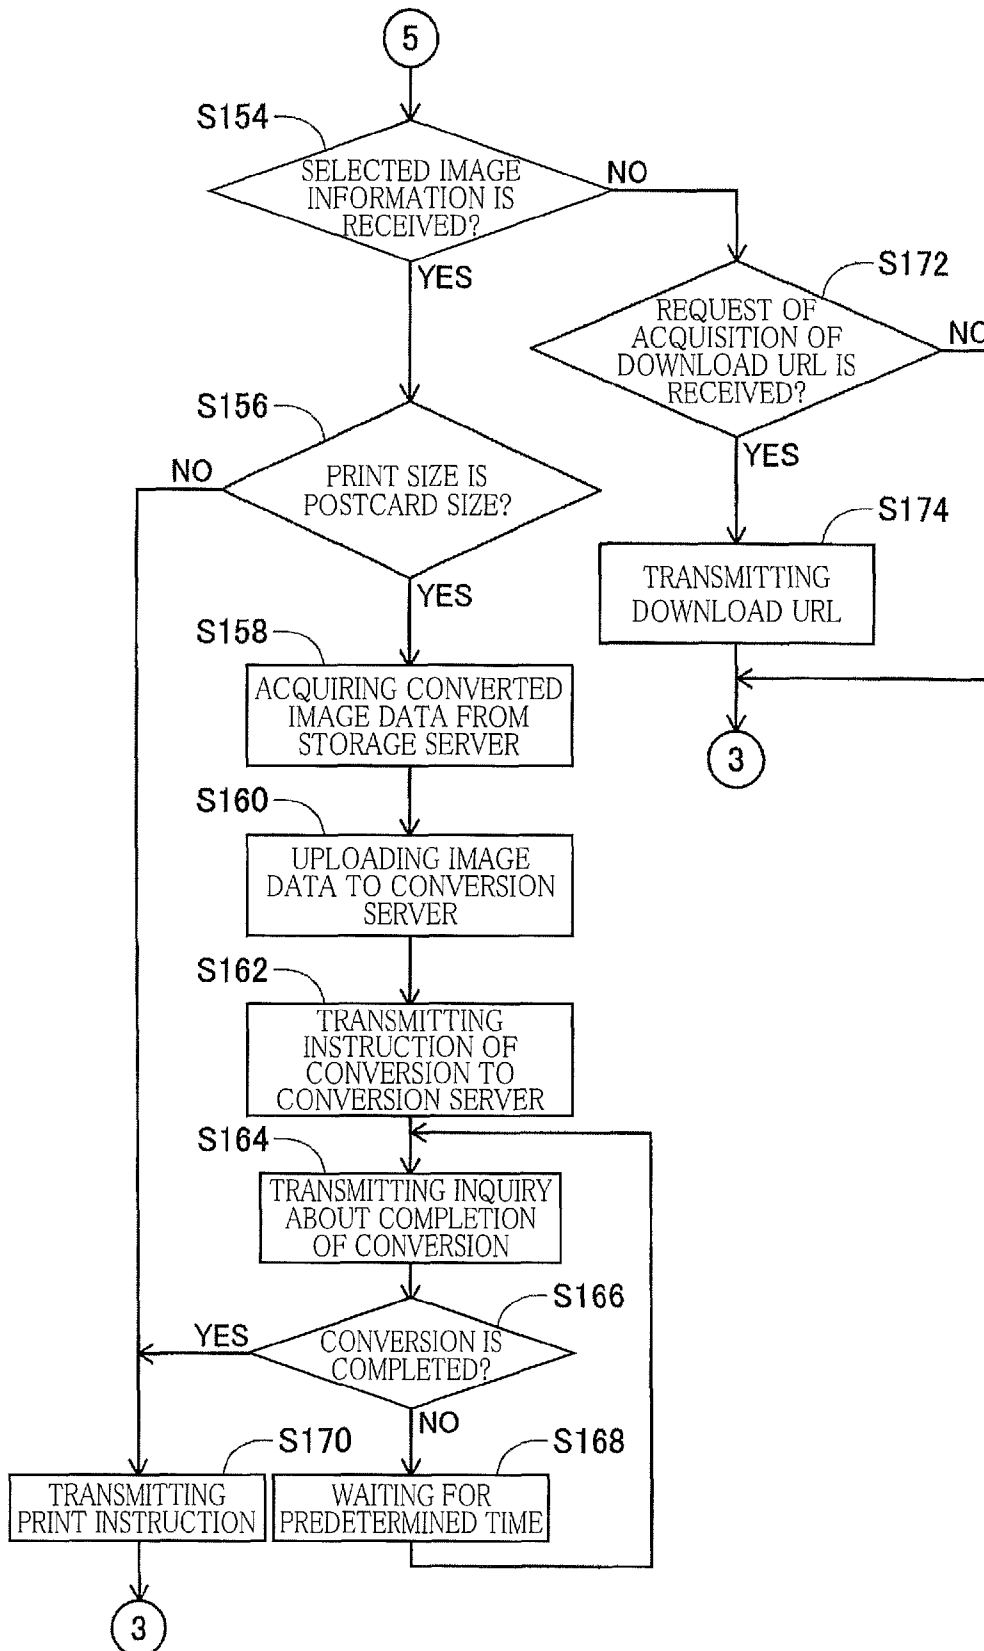 5
S154
SELECTED IMAGE
INFORMATION IS
RECEIVED?
NO
YES
S172
REQUEST OF
ACQUISITION OF
DOWNLOAD URL IS
RECEIVED?
NO
YES
S156
NO
PRINT SIZE IS
POSTCARD SIZE?
YES
S174
TRANSMITTING
DOWNLOAD URL
3
S158
ACQUIRING CONVERTED
IMAGE DATA FROM
STORAGE SERVER
S160
UPLOADING IMAGE
DATA TO CONVERSION
SERVER
S162
TRANSMITTING
INSTRUCTION OF
CONVERSION TO
CONVERSION SERVER
S164
TRANSMITTING INQUIRY
ABOUT COMPLETION
OF CONVERSION
S166
YES
CONVERSION IS
COMPLETED?
NO
S170
TRANSMITTING
PRINT INSTRUCTION
S168
WAITING FOR
PREDETERMINED TIME
3